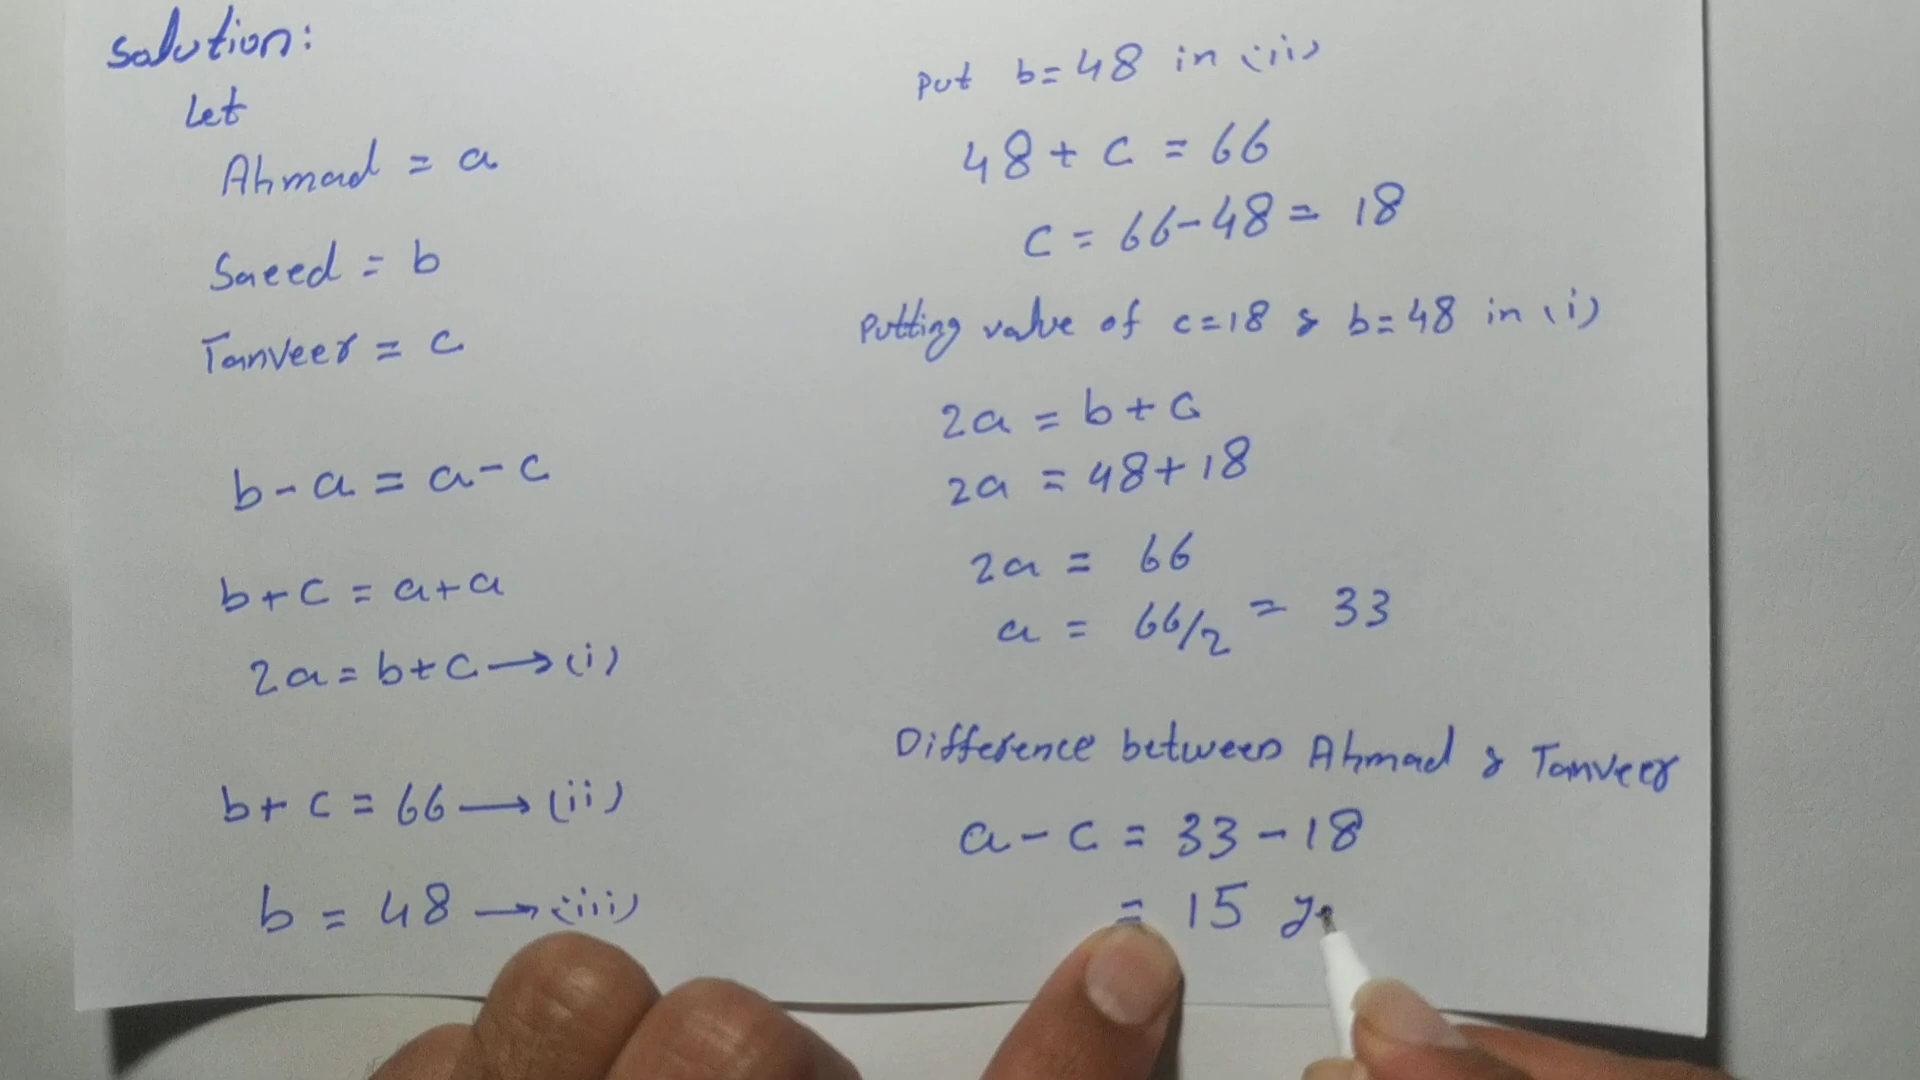 Solution:
Let
Ahmad = a
Saeed = b
Tanveer = c
b - a = a - c
b + c = a + a
2a = b + c → (i)
b + c = 66 → (ii)
b = 48 → (iii)
Put b = 48 in (ii)
48 + c = 66
c = 66 - 48 = 18
Putting value of c = 18 & b = 48 in (i)
2a = b + c
2a = 48 + 18
2a = 66
a = 66/2 = 33
Difference between Ahmad & Tanveer
a - c = 33 - 18
= 15 y